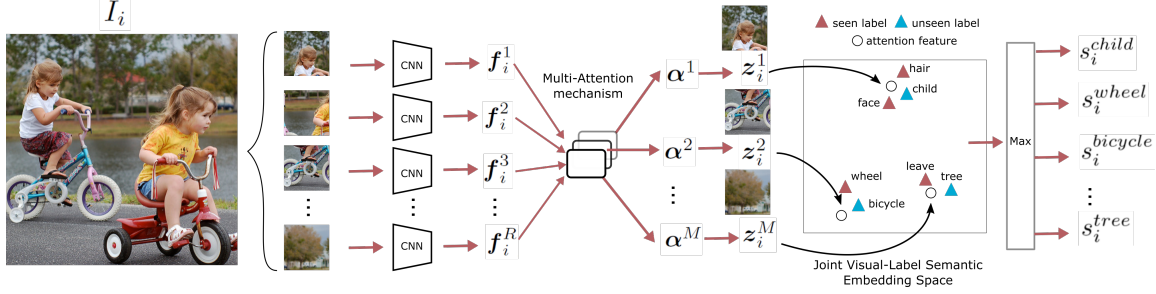 I_i
CNN
CNN
CNN
CNN
f_i^1
f_i^2
f_i^3
f_i^R
Multi-Attention
mechanism
α^1
α^2
α^M
z_i^1
z_i^2
z_i^M
seen label
unseen label
attention feature
hair
child
face
wheel
bicycle
leave
tree
Joint Visual-Label Semantic
Embedding Space
Max
s_i^{child}
s_i^{wheel}
s_i^{bicycle}
s_i^{tree}